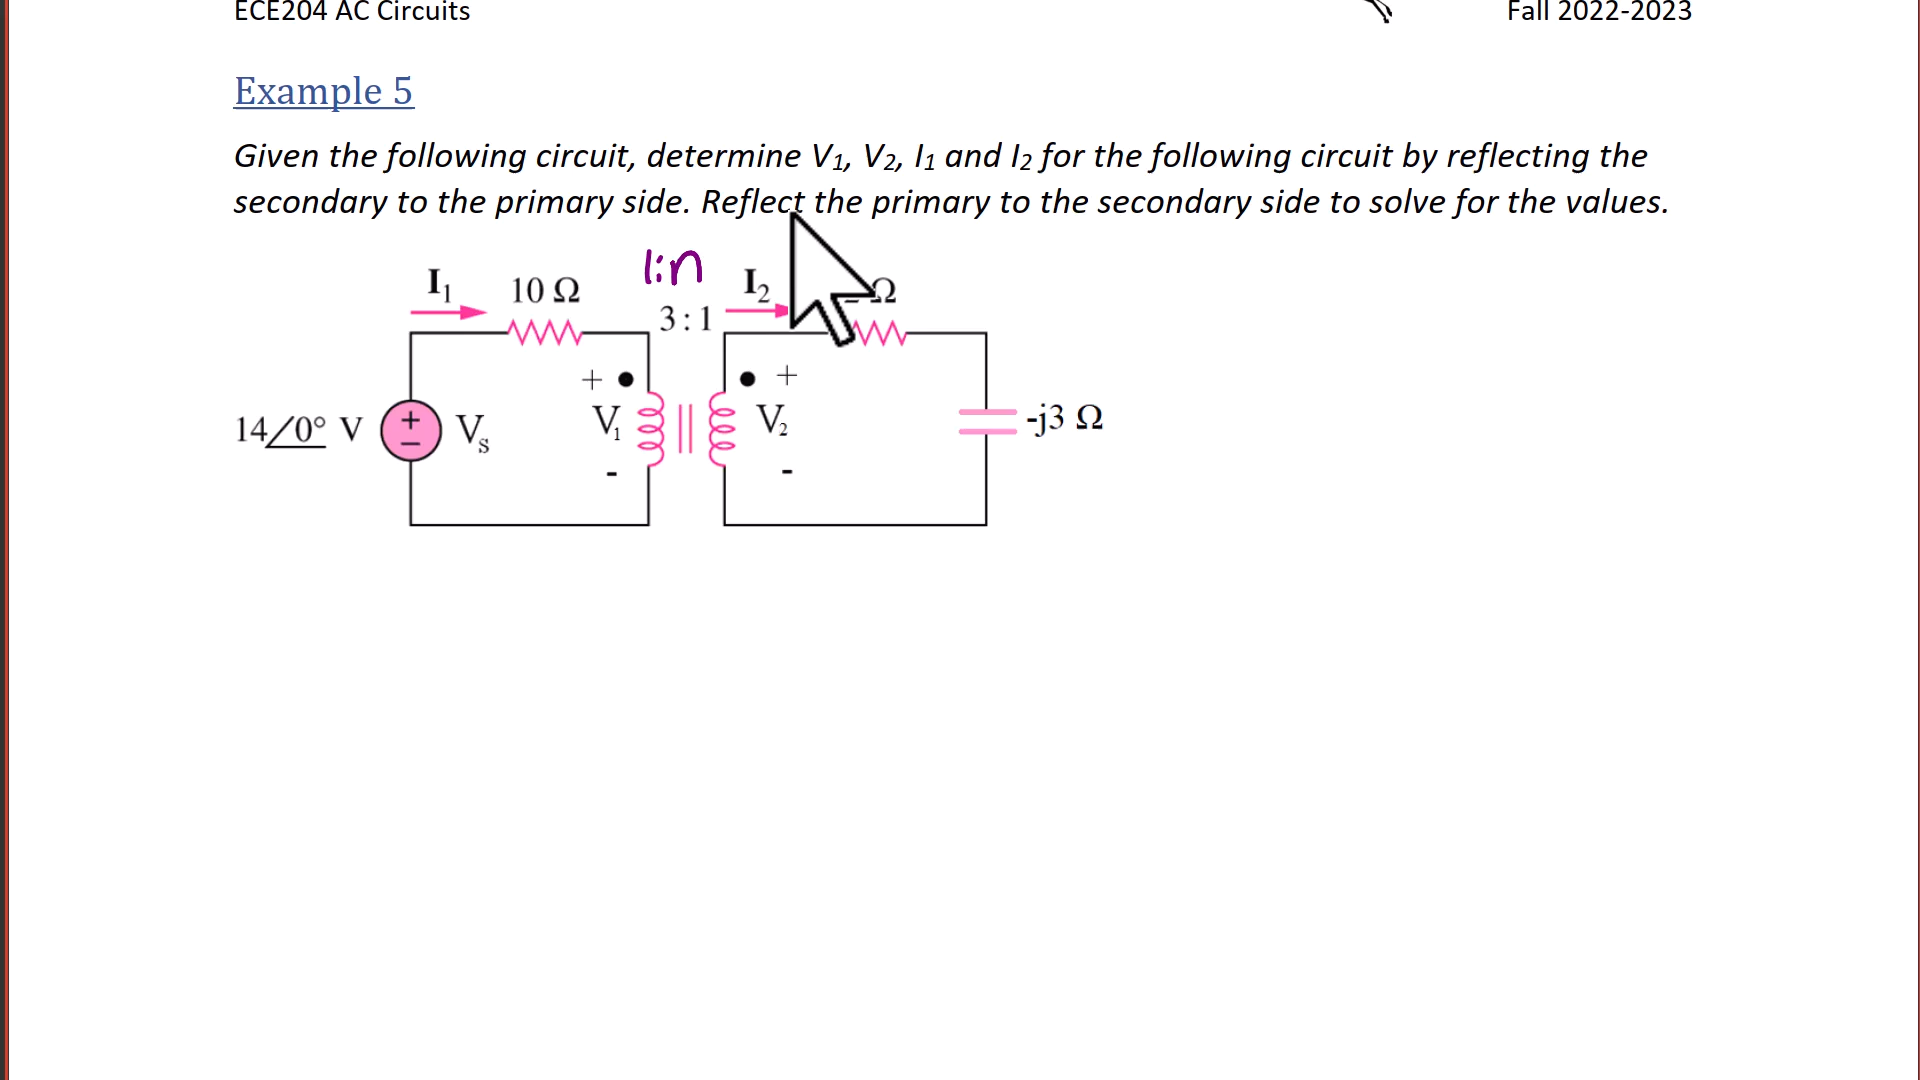 ECE204 AC Circuits
Fall 2022-2023
Example 5
Given the following circuit, determine V₁, V₂, I₁ and I₂ for the following circuit by reflecting the
secondary to the primary side. Reflect the primary to the secondary side to solve for the values.
1:n
I₁
10 Ω
I₂
Ω
3 : 1
+
+
14∠0° V
+
−
Vₛ
V₁
V₂
-j3 Ω
-
-